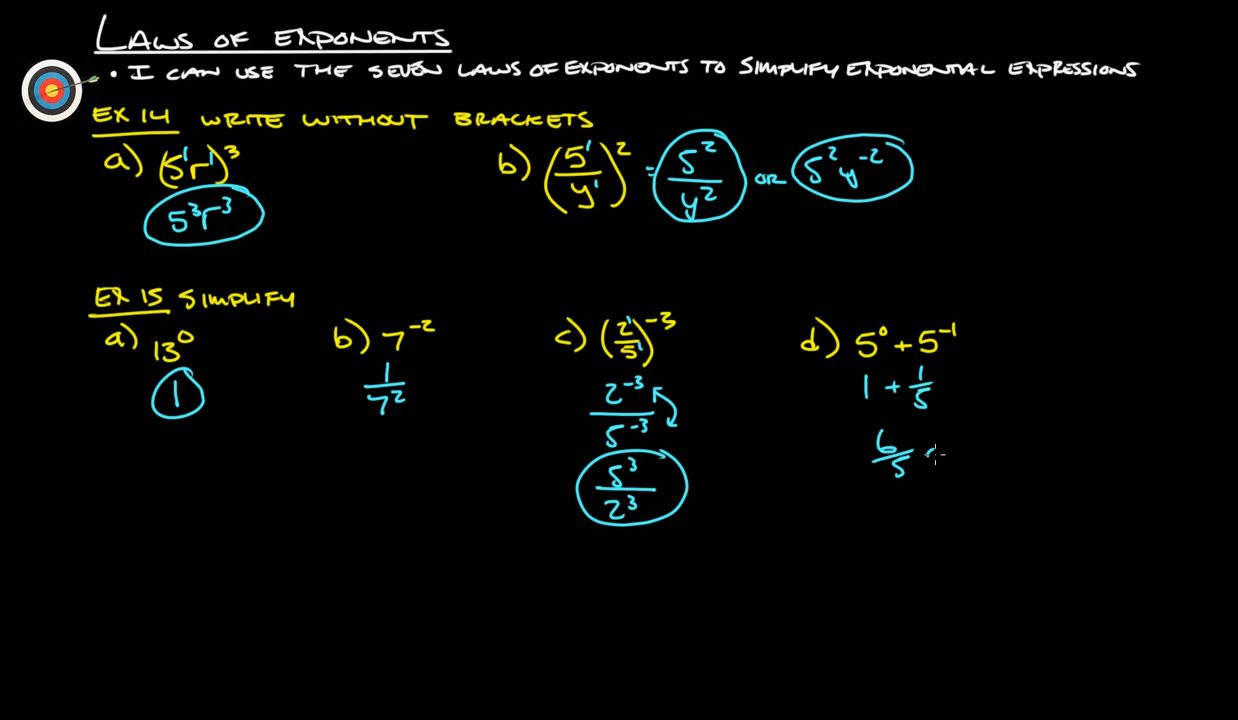 LAWS OF EXPONENTS
• I CAN USE THE SEVEN LAWS OF EXPONENTS TO SIMPLIFY EXPONENTIAL EXPRESSIONS
EX 14 WRITE WITHOUT BRACKETS
a) (5¹r¹)³ b) (5¹/y¹)² = 5²/y² OR 5²y⁻²
5³r³
EX 15 SIMPLIFY
a) 13⁰ b) 7⁻² c) (2¹/5¹)⁻³ d) 5⁰ + 5⁻¹
1 1/7² 2⁻³/5⁻³ 1 + 1/5
5³/2³ 6/5